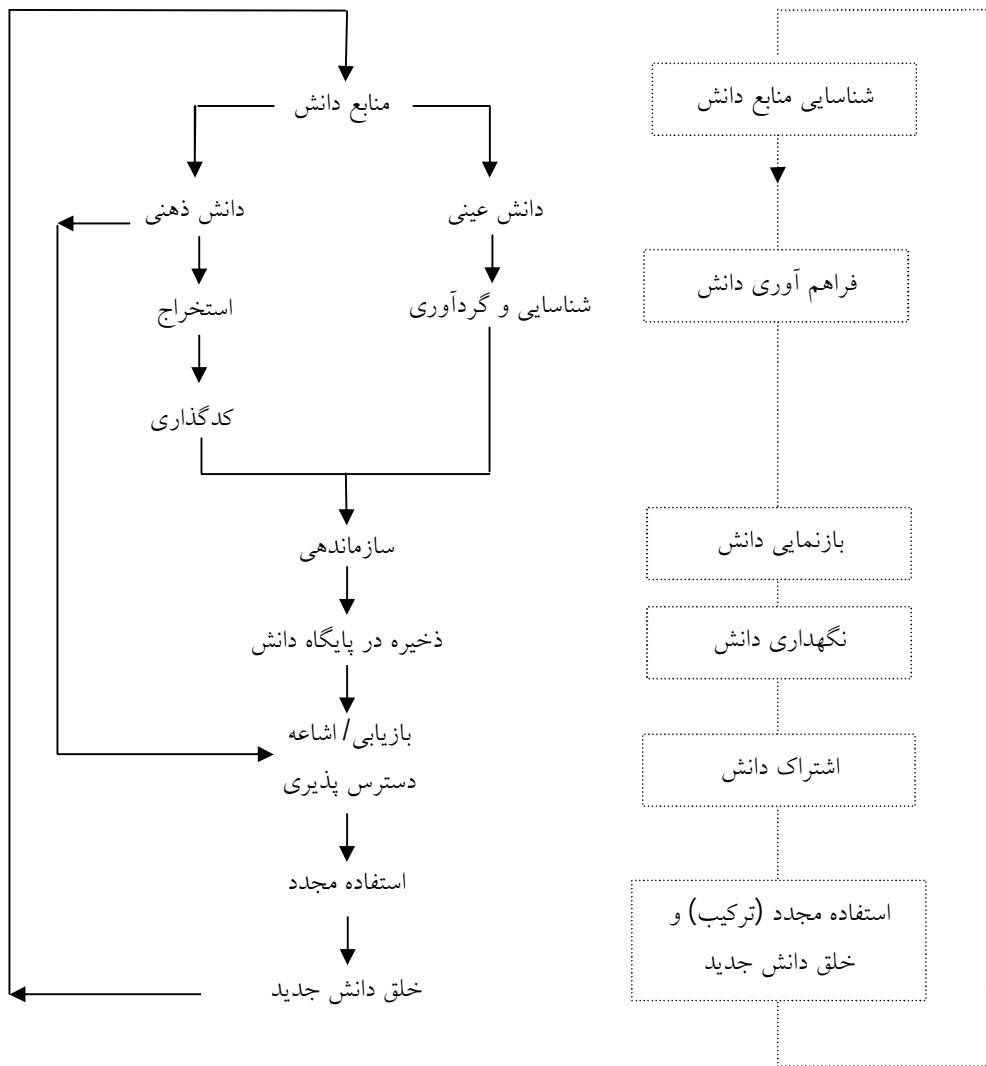 شناسایی منابع دانش
منابع دانش
دانش عینی
دانش ذهنی
فراهم آوری دانش
شناسایی و گردآوری
استخراج
کدگذاری
بازنمایی دانش
سازماندهی
نگهداری دانش
ذخیره در پایگاه دانش
بازیابی/ اشاعه
دسترس پذیری
اشتراک دانش
استفاده مجدد
استفاده مجدد (ترکیب) و
خلق دانش جدید
خلق دانش جدید